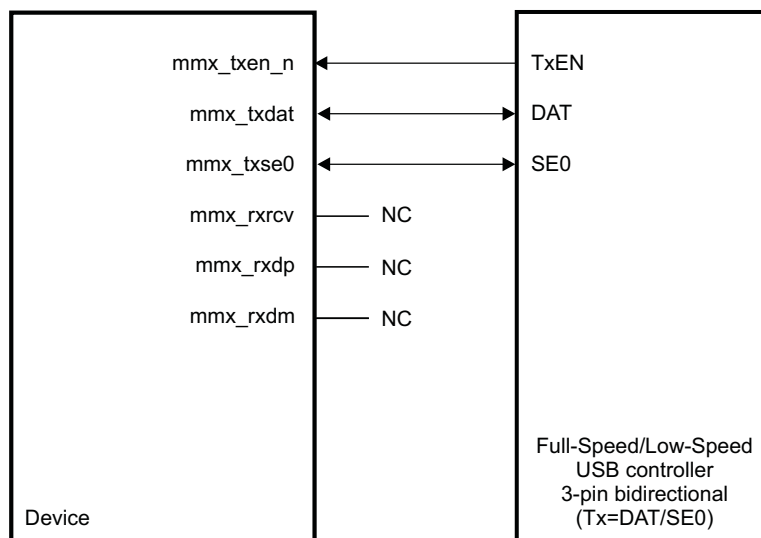 mmx_txen_n TxEN
mmx_txdat DAT
mmx_txse0 SE0
mmx_rxrcv NC
mmx_rxdp NC
mmx_rxdm NC
Full-Speed/Low-Speed
USB controller
3-pin bidirectional
(Tx=DAT/SE0)
Device